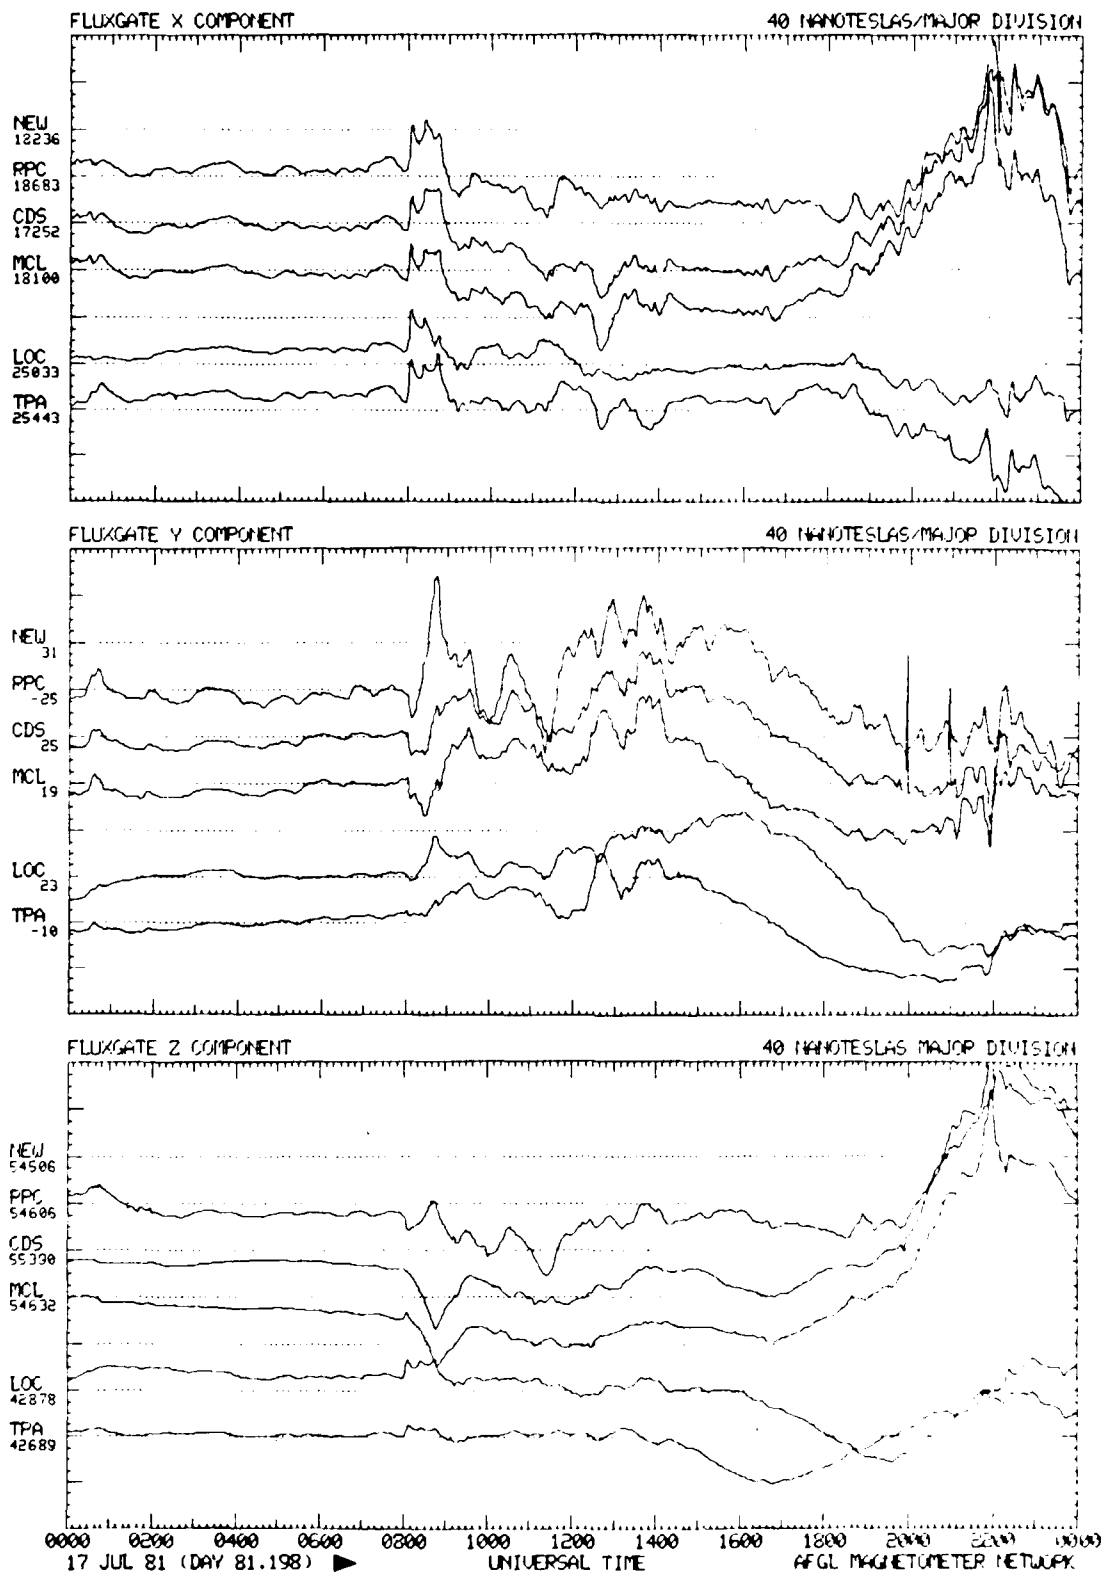 FLUXGATE X COMPONENT 40 NANOTESLAS/MAJOR DIVISION
NEW
12236
RPC
18683
CDS
17252
MCL
18100
LOC
25033
TPA
25443
FLUXGATE Y COMPONENT 40 NANOTESLAS/MAJOR DIVISION
NEW
31
RPC
-25
CDS
25
MCL
19
LOC
23
TPA
-10
FLUXGATE Z COMPONENT 40 NANOTESLAS MAJOR DIVISION
NEW
54506
RPC
54606
CDS
55390
MCL
54632
LOC
42878
TPA
42689
0000 0200 0400 0600 0800 1000 1200 1400 1600 1800 2000 2200
17 JUL 81 (DAY 81.198) UNIVERSAL TIME AFGL MAGNETOMETER NETWORK